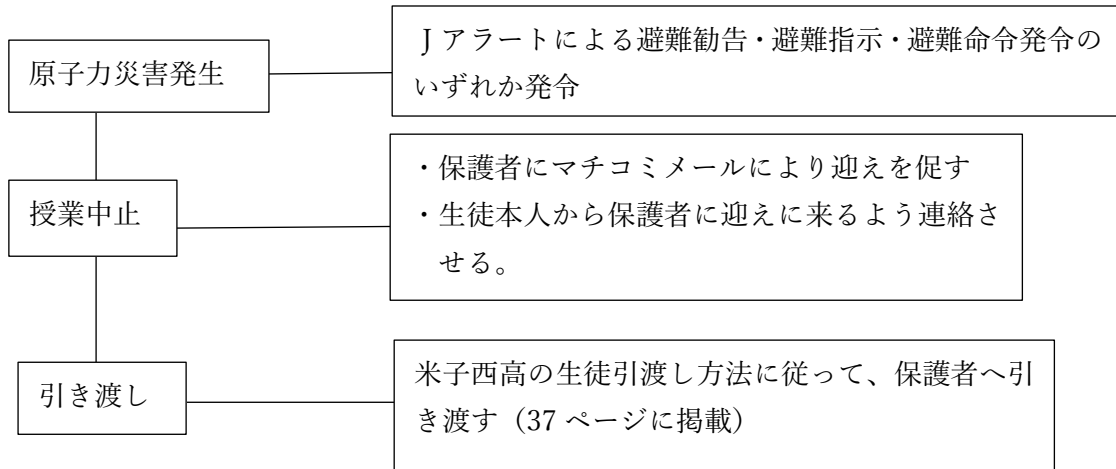 原子力災害発生
Jアラートによる避難勧告・避難指示・避難命令発令の
いずれか発令
授業中止
・保護者にマチコミメールにより迎えを促す
・生徒本人から保護者に迎えに来るよう連絡さ
せる。
引き渡し
米子西高の生徒引渡し方法に従って、保護者へ引
き渡す（37 ページに掲載）